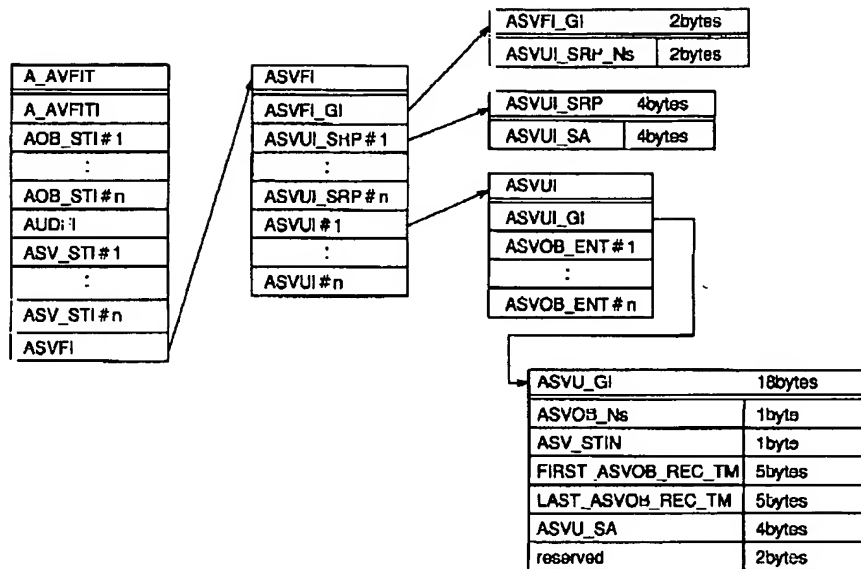 A_AVFIT
A_AVFITI
AOB_STI#1
:
AOB_STI#n
ASV_STI#1
:
ASV_STI#n
ASVFI
ASVFI
ASVFI_GI
ASVUI_SRP#1
:
ASVUI_SRP#n
ASVUI#1
:
ASVUI#n
ASVFI_GI 2bytes
ASVUI_SRP_Ns 2bytes
ASVUI_SRP 4bytes
ASVUI_SA 4bytes
ASVUI
ASVUI_GI
ASVOB_ENT#1
:
ASVOB_ENT#n
ASVU_GI 18bytes
ASVOB_Ns 1byte
ASV_STIN 1byte
FIRST_ASVOB_REC_TM 5bytes
LAST_ASVOB_REC_TM 5bytes
ASVU_SA 4bytes
reserved 2bytes